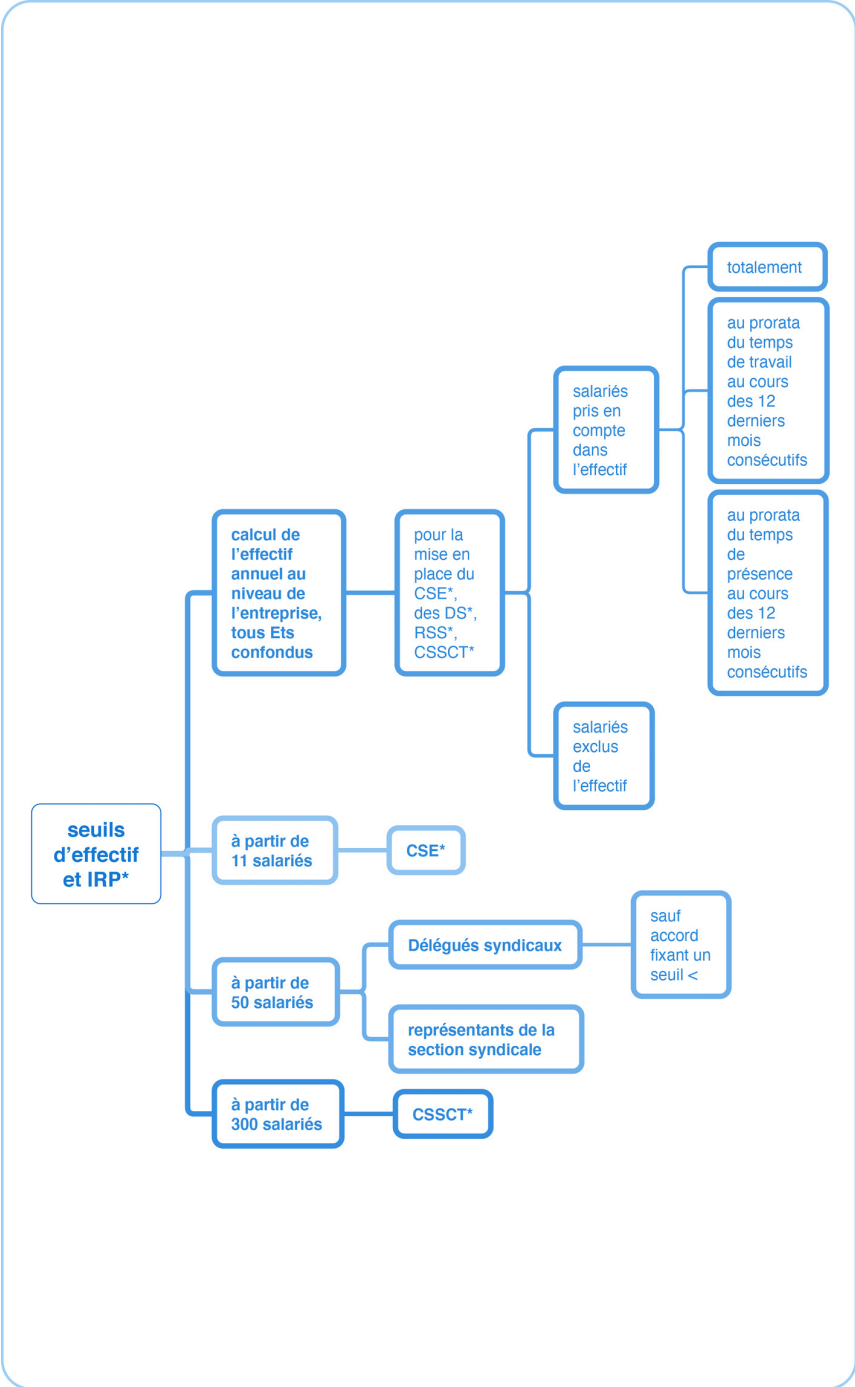 seuils
d’effectif
et IRP*
calcul de
l’effectif
annuel au
niveau de
l’entreprise,
tous Ets
confondus
pour la
mise en
place du
CSE*,
des DS*,
RSS*,
CSSCT*
salariés
pris en
compte
dans
l’effectif
totalement
au prorata
du temps
de travail
au cours
des 12
derniers
mois
consécutifs
au prorata
du temps
de
présence
au cours
des 12
derniers
mois
consécutifs
salariés
exclus
de
l’effectif
à partir de
11 salariés
CSE*
à partir de
50 salariés
Délégués syndicaux
sauf
accord
fixant un
seuil <
représentants de la
section syndicale
à partir de
300 salariés
CSSCT*